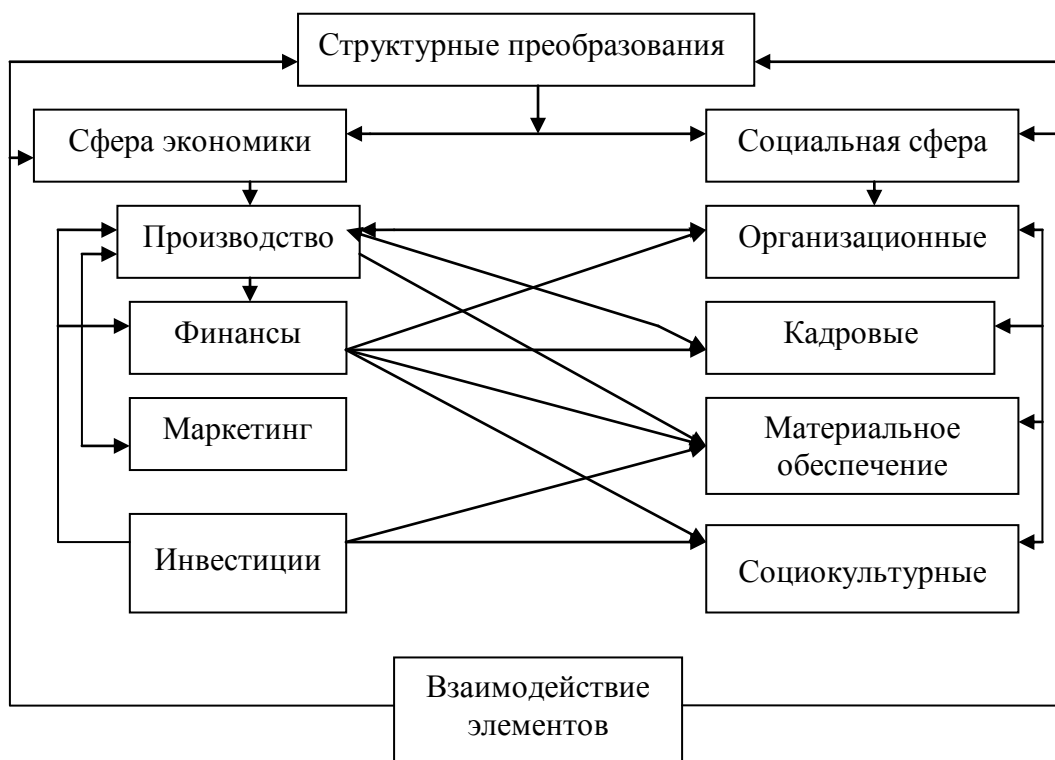 Структурные преобразования
Сфера экономики
Социальная сфера
Производство
Организационные
Финансы
Кадровые
Маркетинг
Материальное
обеспечение
Инвестиции
Социокультурные
Взаимодействие
элементов